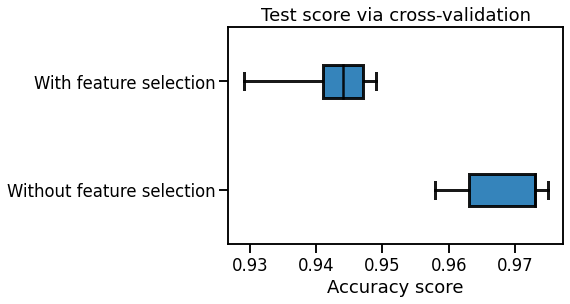 Test score via cross-validation
With feature selection
Without feature selection
0.93 0.94 0.95 0.96 0.97
Accuracy score